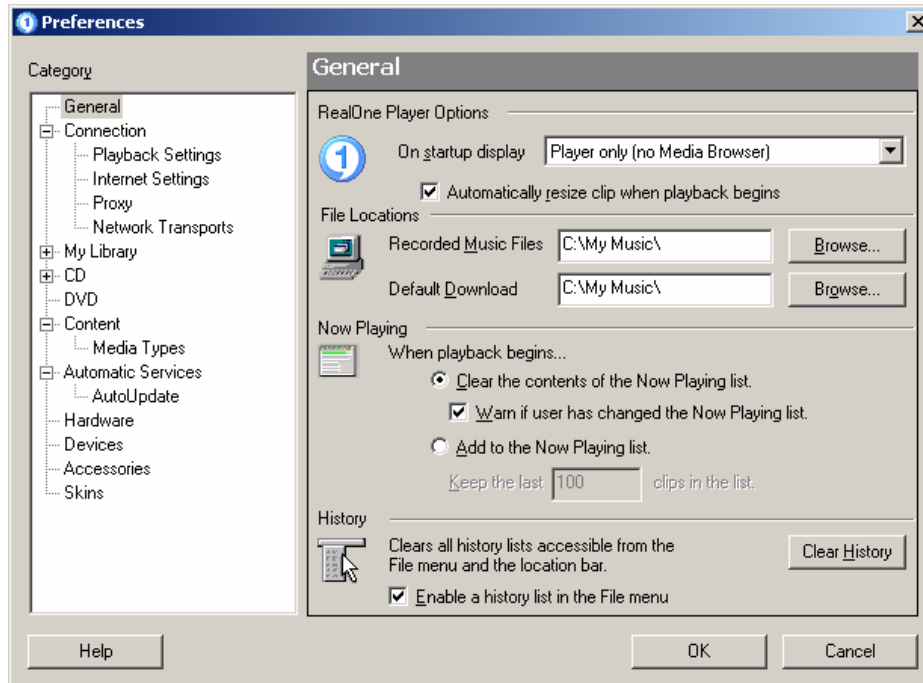 Preferences
Category
General
Connection
Playback Settings
Internet Settings
Proxy
Network Transports
My Library
CD
DVD
Content
Media Types
Automatic Services
AutoUpdate
Hardware
Devices
Accessories
Skins
General
RealOne Player Options
On startup display Player only (no Media Browser)
Automatically resize clip when playback begins
File Locations
Recorded Music Files C:\My Music\ Browse...
Default Download C:\My Music\ Browse...
Now Playing
When playback begins...
Clear the contents of the Now Playing list.
Warn if user has changed the Now Playing list.
Add to the Now Playing list.
Keep the last 100 clips in the list.
History
Clears all history lists accessible from the
File menu and the location bar.
Clear History
Enable a history list in the File menu
Help OK Cancel